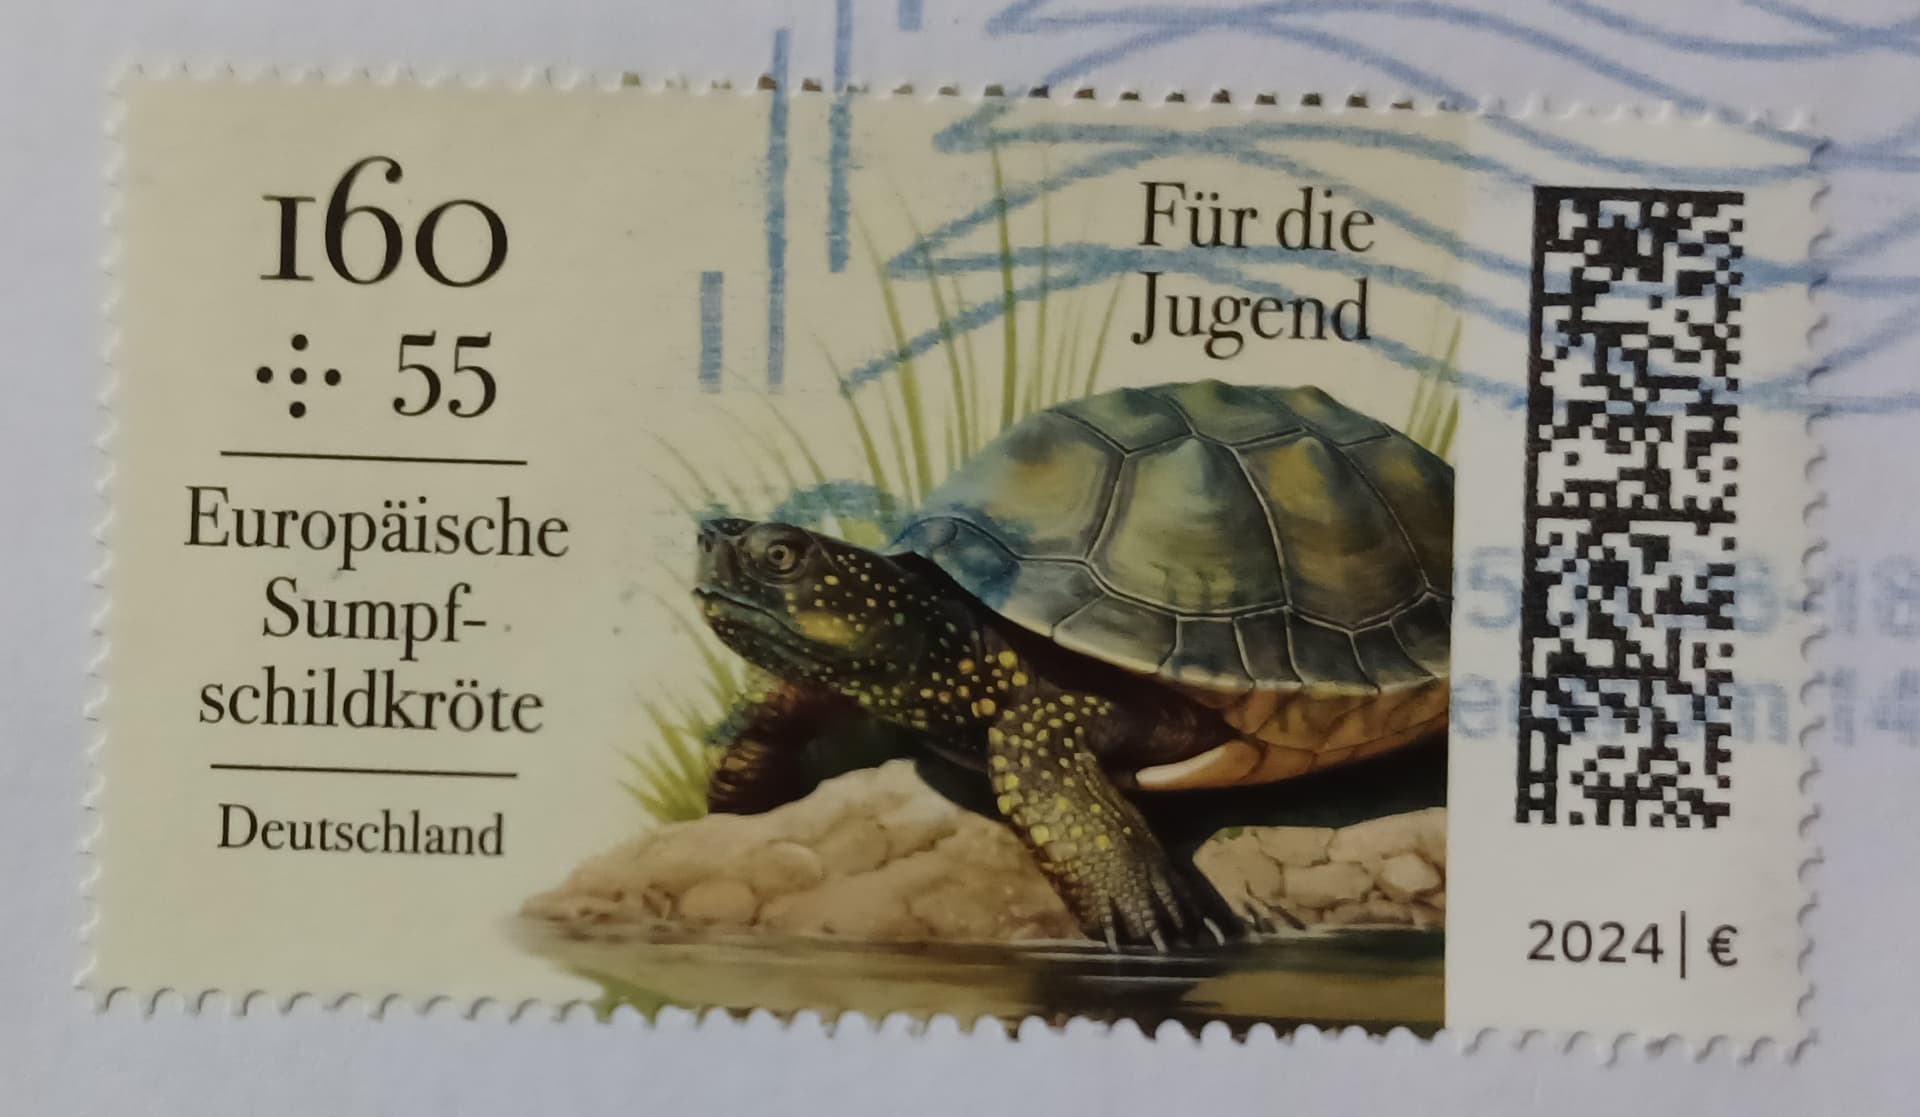 160
55
Europäische
Sumpf-
schildkröte
Deutschland
Für die
Jugend
2024 | €